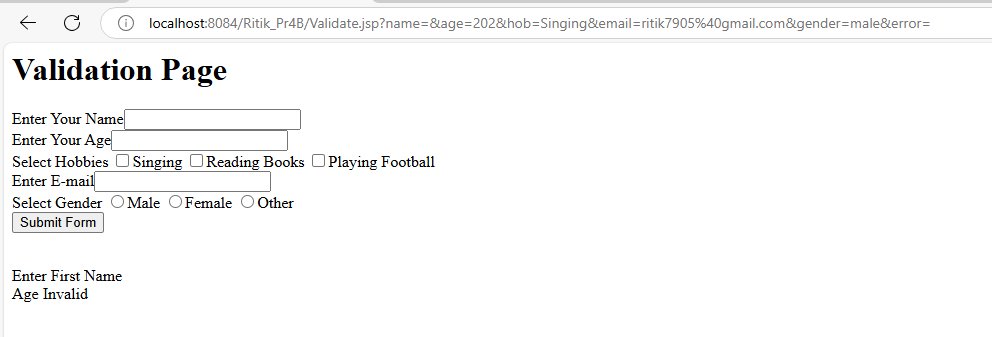 localhost:8084/Ritik_Pr4B/Validate.jsp?name=&age=202&hob=Singing&email=ritik7905%40gmail.com&gender=male&error=
Validation Page
Enter Your Name
Enter Your Age
Select Hobbies Singing Reading Books Playing Football
Enter E-mail
Select Gender Male Female Other
Submit Form
Enter First Name
Age Invalid